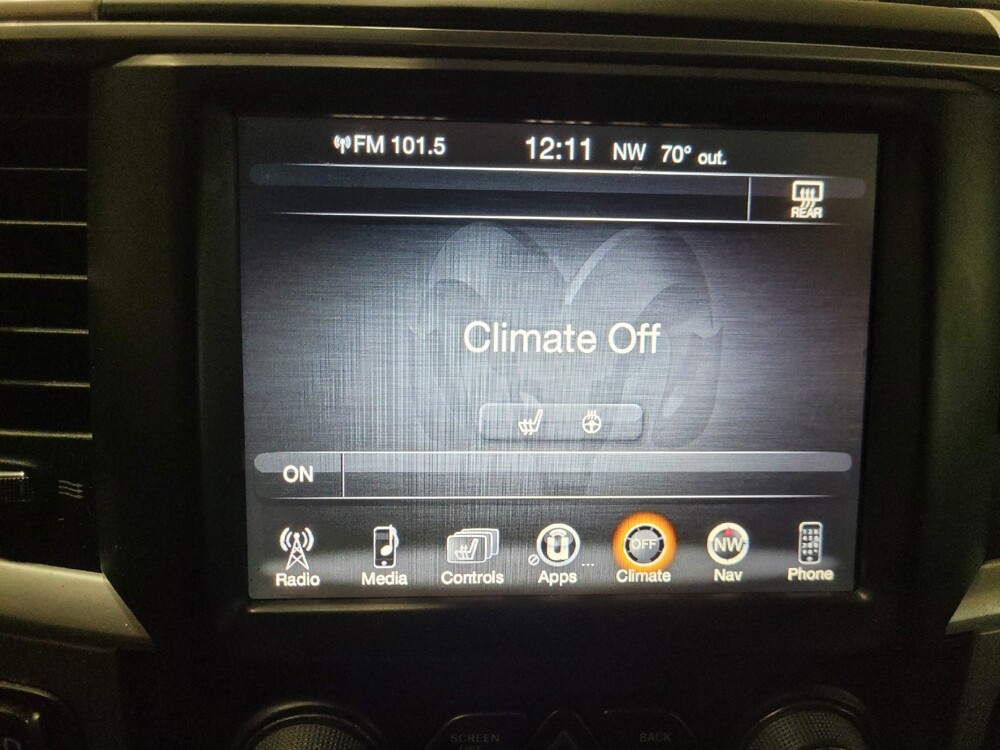 FM 101.5 12:11 NW 70° out.
REAR
Climate Off
ON
OFF NW
Radio Media Controls Apps Climate Nav Phone
SCREEN BACK